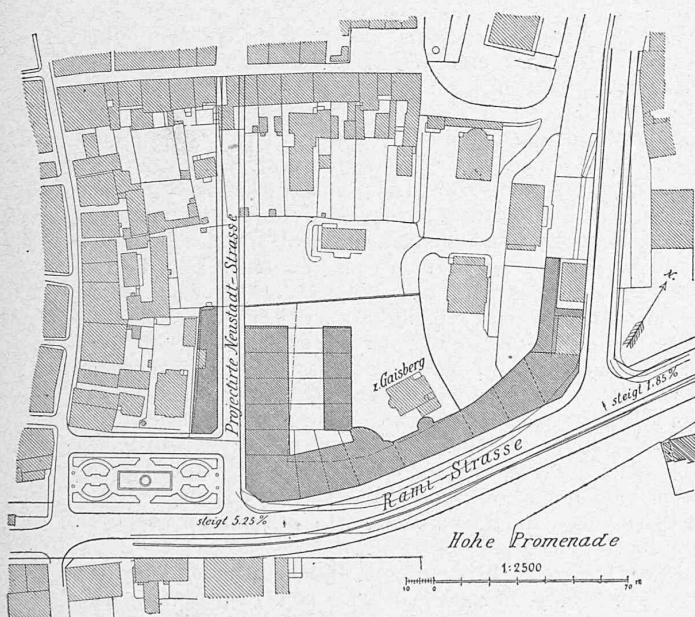 Projectirte Neustadt-Strasse
z. Gaisberg
N.
steigt 1.85%
Rämi-Strasse
steigt 5.25%
Hohe Promenade
1:2500
10 0 70 m